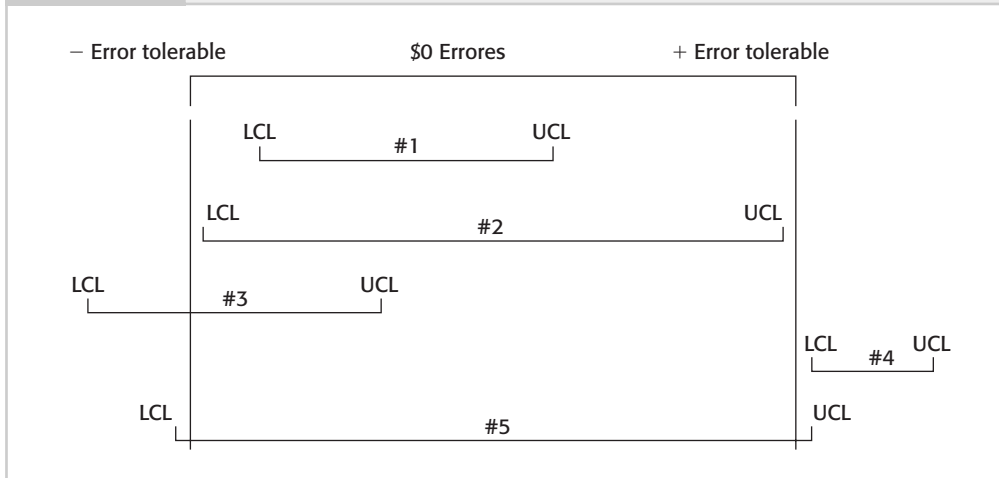 − Error tolerable $0 Errores + Error tolerable
LCL #1 UCL
LCL #2 UCL
LCL #3 UCL
LCL #4 UCL
LCL #5 UCL